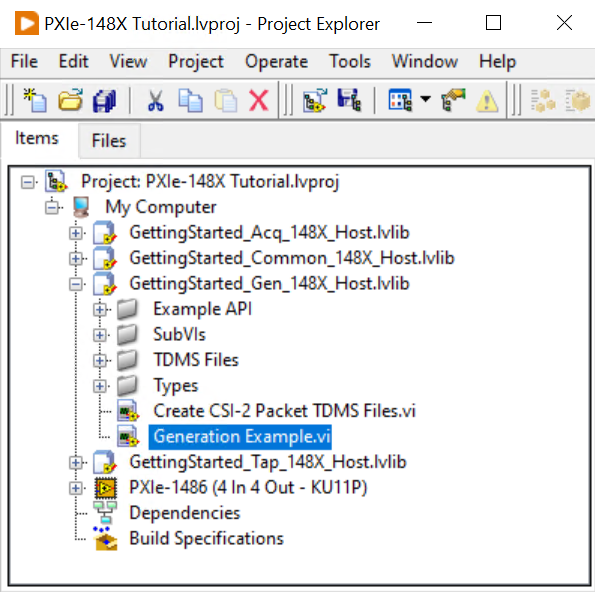 PXIe-148X Tutorial.lvproj - Project Explorer
File Edit View Project Operate Tools Window Help
Items Files
Project: PXIe-148X Tutorial.lvproj
My Computer
GettingStarted_Acq_148X_Host.lvlib
GettingStarted_Common_148X_Host.lvlib
GettingStarted_Gen_148X_Host.lvlib
Example API
SubVIs
TDMS Files
Types
Create CSI-2 Packet TDMS Files.vi
Generation Example.vi
GettingStarted_Tap_148X_Host.lvlib
PXIe-1486 (4 In 4 Out - KU11P)
Dependencies
Build Specifications